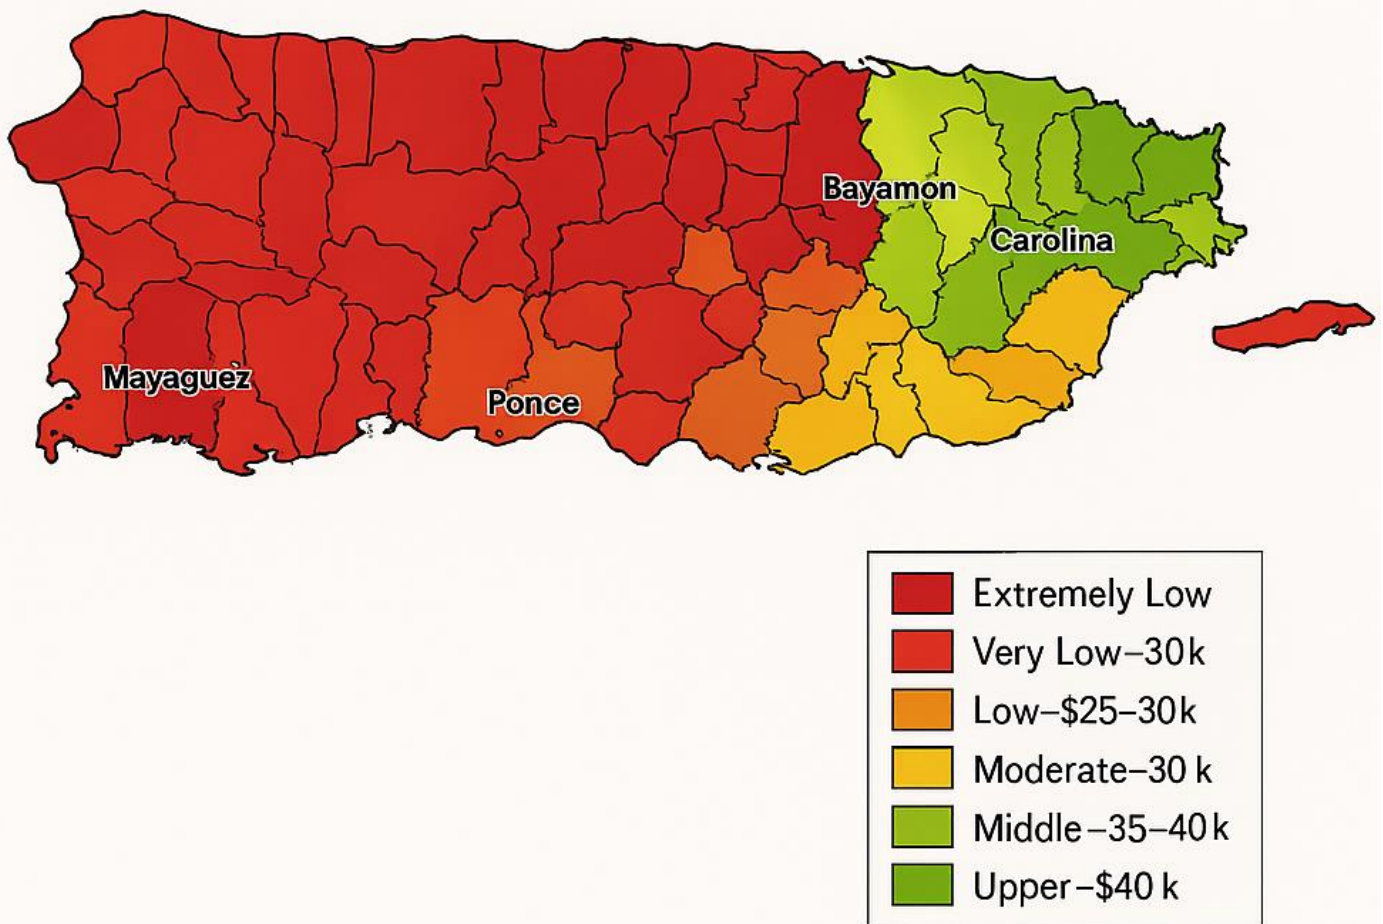 Bayamon
Carolina
Mayaguez
Ponce
Extremely Low
Very Low–30k
Low–$25–30k
Moderate–30 k
Middle–35–40k
Upper–$40 k